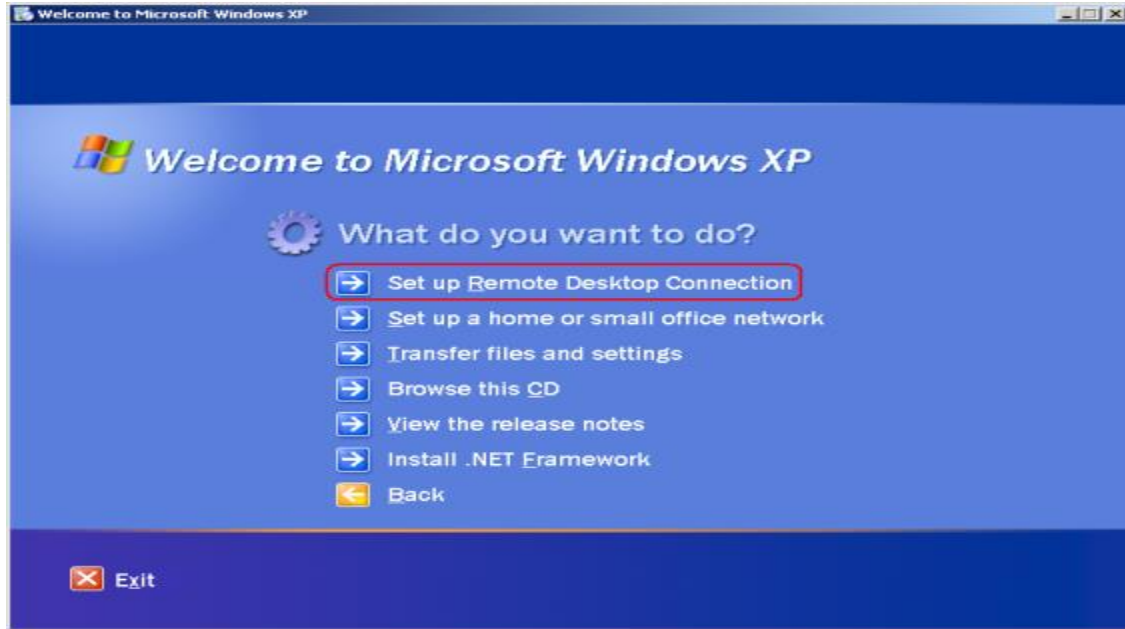 Welcome to Microsoft Windows XP
Welcome to Microsoft Windows XP
What do you want to do?
Set up Remote Desktop Connection
Set up a home or small office network
Transfer files and settings
Browse this CD
View the release notes
Install .NET Framework
Back
Exit